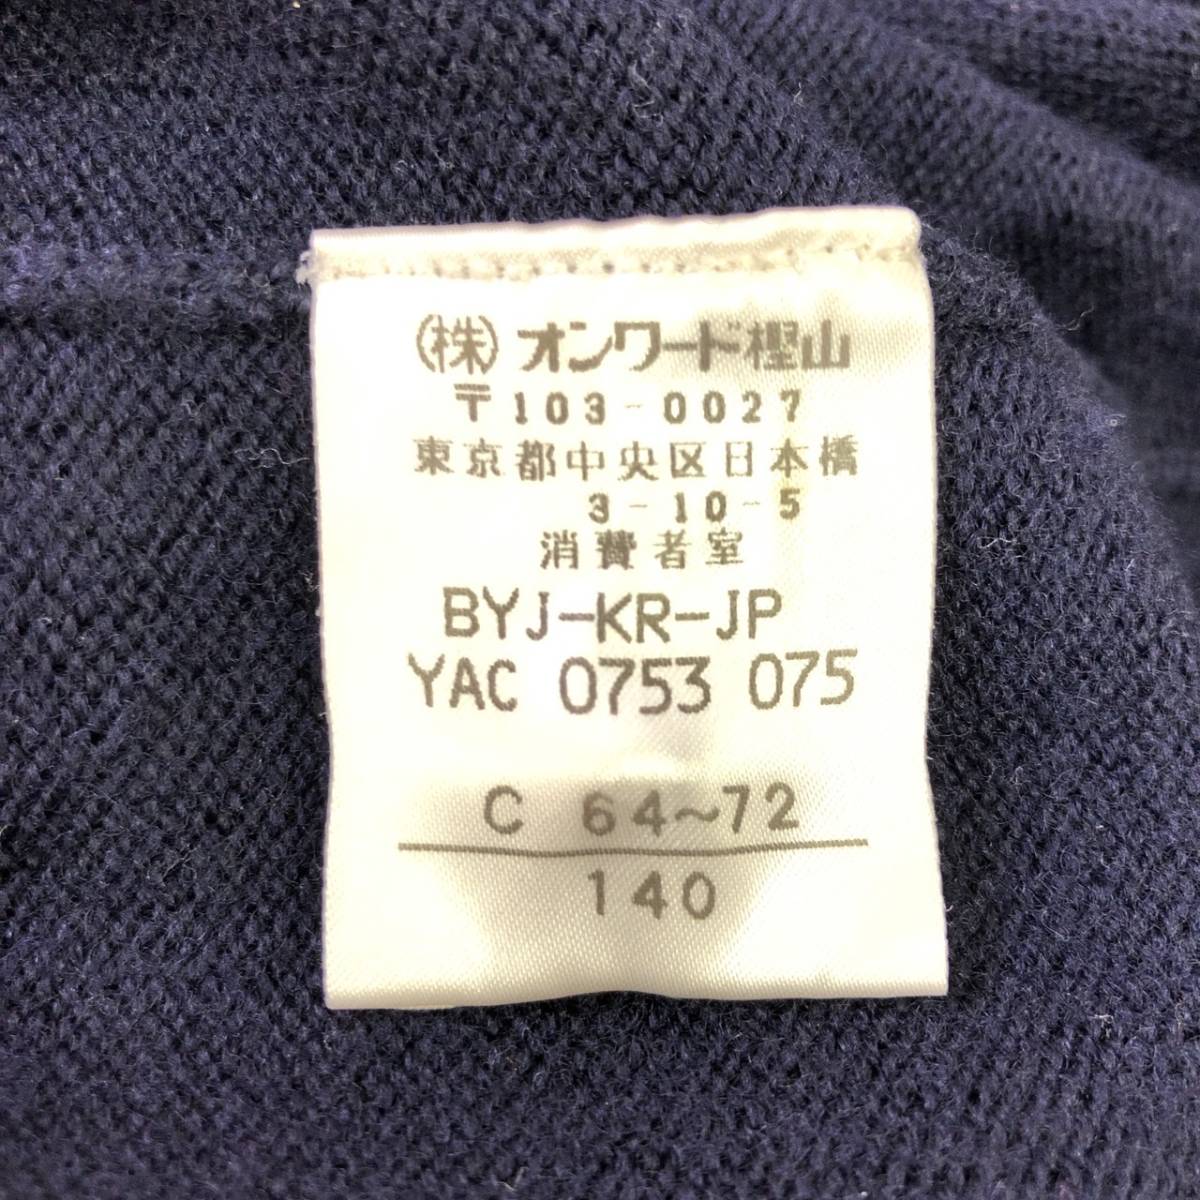 (株)オンワード樫山
〒103-0027
東京都中央区日本橋
3-10-5
消費者室
BYJ-KR-JP
YAC 0753 075
C 64~72
140